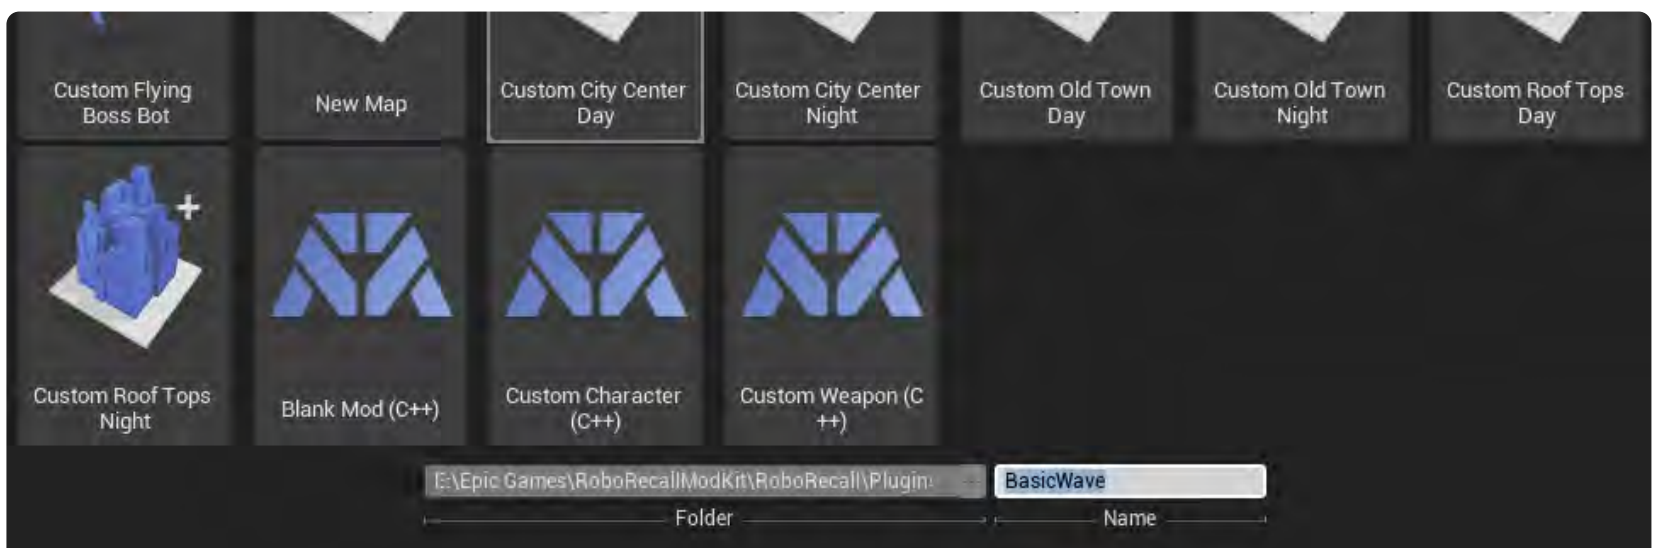 Custom Flying
Boss Bot
New Map
Custom City Center
Day
Custom City Center
Night
Custom Old Town
Day
Custom Old Town
Night
Custom Roof Tops
Day
Custom Roof Tops
Night
Blank Mod (C++)
Custom Character
(C++)
Custom Weapon (C
++)
E:\Epic Games\RoboRecallModKit\RoboRecall\Plugin
BasicWave
Folder
Name